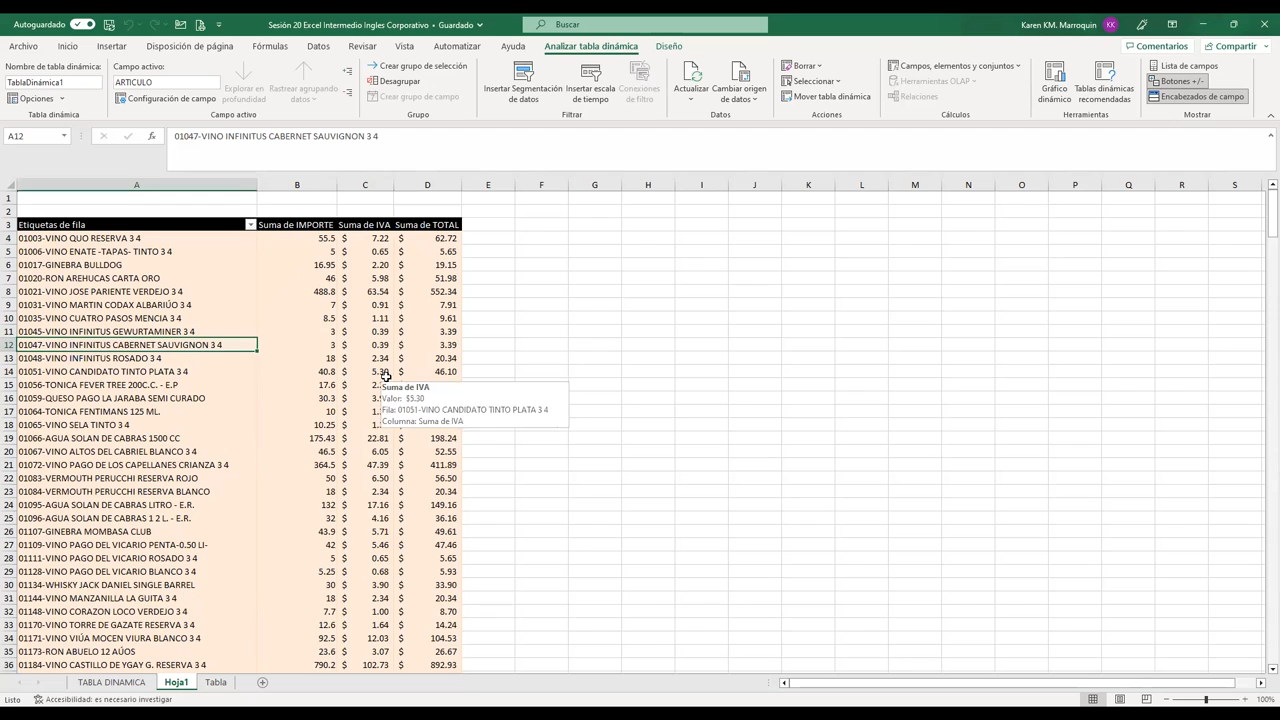 Autoguardado
Sesión 20 Excel Intermedio Ingles Corporativo • Guardado
Buscar
Karen KM. Marroquin KK
Archivo Inicio Insertar Disposición de página Fórmulas Datos Revisar Vista Automatizar Ayuda Analizar tabla dinámica Diseño Comentarios Compartir
Nombre de tabla dinámica: Campo activo: Crear grupo de selección Borrar Campos, elementos y conjuntos Lista de campos
TablaDinámica1 ARTICULO Desagrupar Seleccionar Herramientas OLAP Botones +/-
Opciones Configuración de campo Explorar en profundidad Rastrear agrupando datos Crear grupo de campo Insertar Segmentación de datos Insertar escala de tiempo Conexiones de filtro Actualizar Cambiar origen de datos Mover tabla dinámica Relaciones Gráfico dinámico Tablas dinámicas recomendadas Encabezados de campo
Tabla dinámica Campo activo Grupo Filtrar Datos Acciones Cálculos Herramientas Mostrar
A12 fx 01047-VINO INFINITUS CABERNET SAUVIGNON 3 4
A B C D E F G H I J K L M N O P Q R S
1
2
3 Etiquetas de fila Suma de IMPORTE Suma de IVA Suma de TOTAL
4 01003-VINO QUO RESERVA 3 4 55.5 $ 7.22 $ 62.72
5 01006-VINO ENATE -TAPAS- TINTO 3 4 5 $ 0.65 $ 5.65
6 01017-GINEBRA BULLDOG 16.95 $ 2.20 $ 19.15
7 01020-RON AREHUCAS CARTA ORO 46 $ 5.98 $ 51.98
8 01021-VINO JOSE PARIENTE VERDEJO 3 4 488.8 $ 63.54 $ 552.34
9 01031-VINO MARTIN CODAX ALBARIÚO 3 4 7 $ 0.91 $ 7.91
10 01035-VINO CUATRO PASOS MENCIA 3 4 8.5 $ 1.11 $ 9.61
11 01045-VINO INFINITUS GEWURTAMINER 3 4 3 $ 0.39 $ 3.39
12 01047-VINO INFINITUS CABERNET SAUVIGNON 3 4 3 $ 0.39 $ 3.39
13 01048-VINO INFINITUS ROSADO 3 4 18 $ 2.34 $ 20.34
14 01051-VINO CANDIDATO TINTO PLATA 3 4 40.8 $ 5.30 $ 46.10
15 01056-TONICA FEVER TREE 200C.C. - E.P 17.6 $ 2.
16 01059-QUESO PAGO LA JARABA SEMI CURADO 30.3 $ 3.
17 01064-TONICA FENTIMANS 125 ML. 10 $ 1.
18 01065-VINO SELA TINTO 3 4 10.25 $ 1.
Suma de IVA
Valor: $5.30
Fila: 01051-VINO CANDIDATO TINTO PLATA 3 4
Columna: Suma de IVA
19 01066-AGUA SOLAN DE CABRAS 1500 CC 175.43 $ 22.81 $ 198.24
20 01067-VINO ALTOS DEL CABRIEL BLANCO 3 4 46.5 $ 6.05 $ 52.55
21 01072-VINO PAGO DE LOS CAPELLANES CRIANZA 3 4 364.5 $ 47.39 $ 411.89
22 01083-VERMOUTH PERUCCHI RESERVA ROJO 50 $ 6.50 $ 56.50
23 01084-VERMOUTH PERUCCHI RESERVA BLANCO 18 $ 2.34 $ 20.34
24 01095-AGUA SOLAN DE CABRAS LITRO - E.R. 132 $ 17.16 $ 149.16
25 01096-AGUA SOLAN DE CABRAS 1 2 L. - E.R. 32 $ 4.16 $ 36.16
26 01107-GINEBRA MOMBASA CLUB 43.9 $ 5.71 $ 49.61
27 01109-VINO PAGO DEL VICARIO PENTA-0.50 LI- 42 $ 5.46 $ 47.46
28 01111-VINO PAGO DEL VICARIO ROSADO 3 4 5 $ 0.65 $ 5.65
29 01128-VINO PAGO DEL VICARIO BLANCO 3 4 5.25 $ 0.68 $ 5.93
30 01134-WHISKY JACK DANIEL SINGLE BARREL 30 $ 3.90 $ 33.90
31 01144-VINO MANZANILLA LA GUITA 3 4 18 $ 2.34 $ 20.34
32 01148-VINO CORAZON LOCO VERDEJO 3 4 7.7 $ 1.00 $ 8.70
33 01170-VINO TORRE DE GAZATE RESERVA 3 4 12.6 $ 1.64 $ 14.24
34 01171-VINO VIÚA MOCEN VIURA BLANCO 3 4 92.5 $ 12.03 $ 104.53
35 01173-RON ABUELO 12 AÚOS 23.6 $ 3.07 $ 26.67
36 01184-VINO CASTILLO DE YGAY G. RESERVA 3 4 790.2 $ 102.73 $ 892.93
TABLA DINAMICA Hoja1 Tabla
Listo Accesibilidad: es necesario investigar 100%